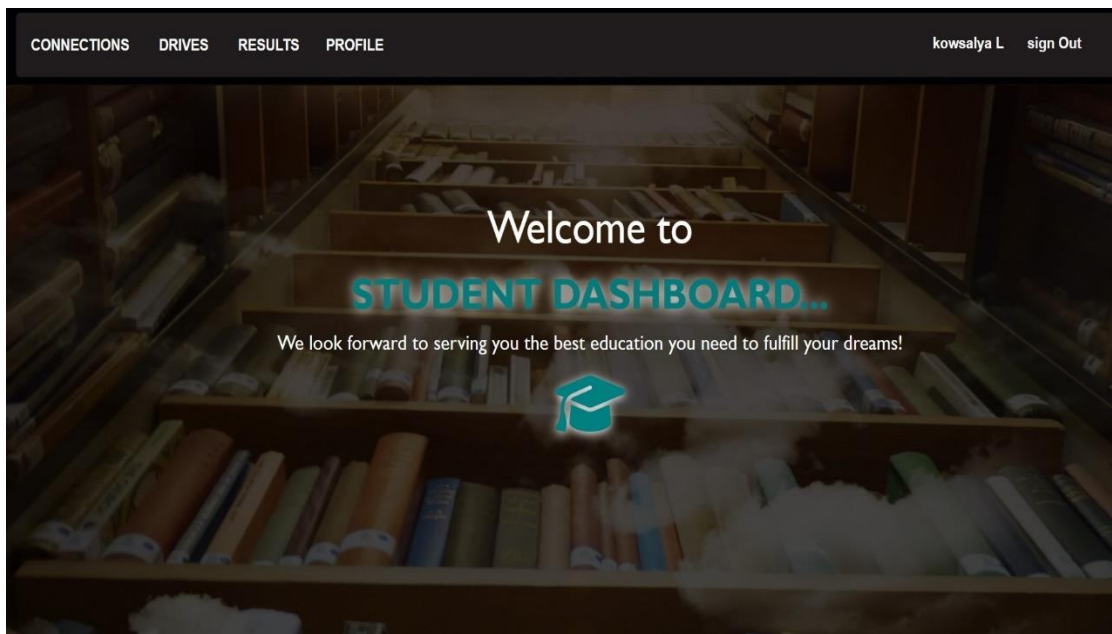 CONNECTIONS DRIVES RESULTS PROFILE kowsalya L sign Out
Welcome to
STUDENT DASHBOARD...
We look forward to serving you the best education you need to fulfill your dreams!